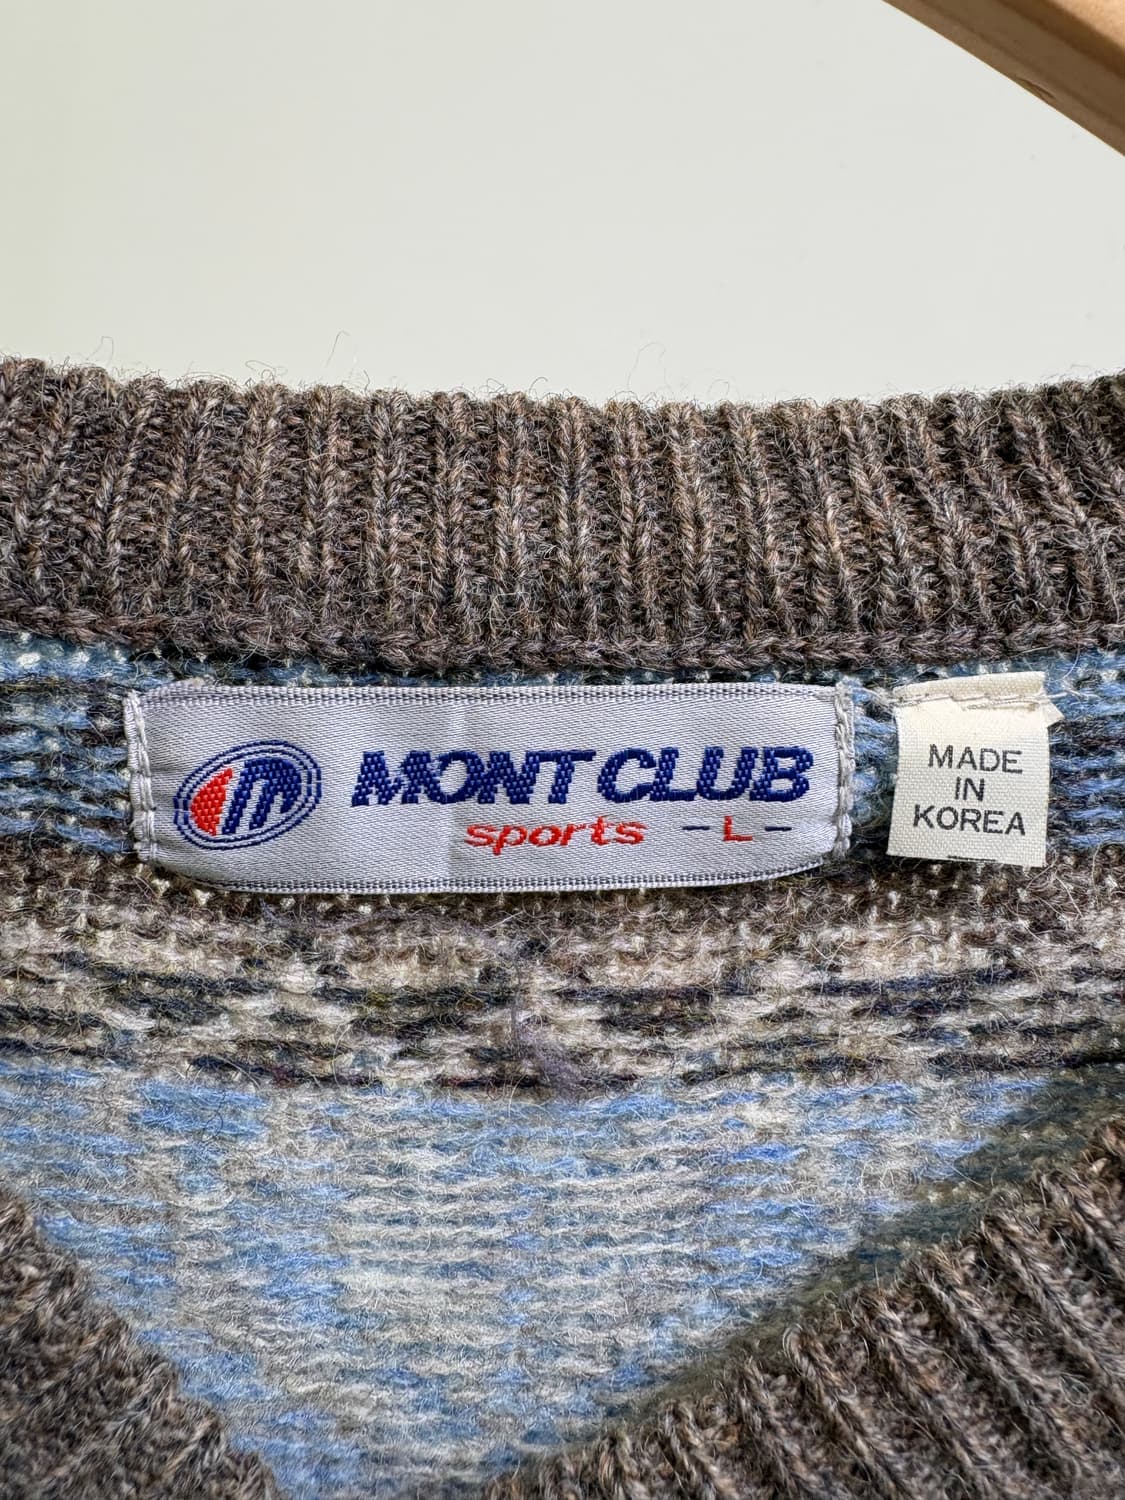 m
MONT CLUB
sports - L -
MADE
IN
KOREA